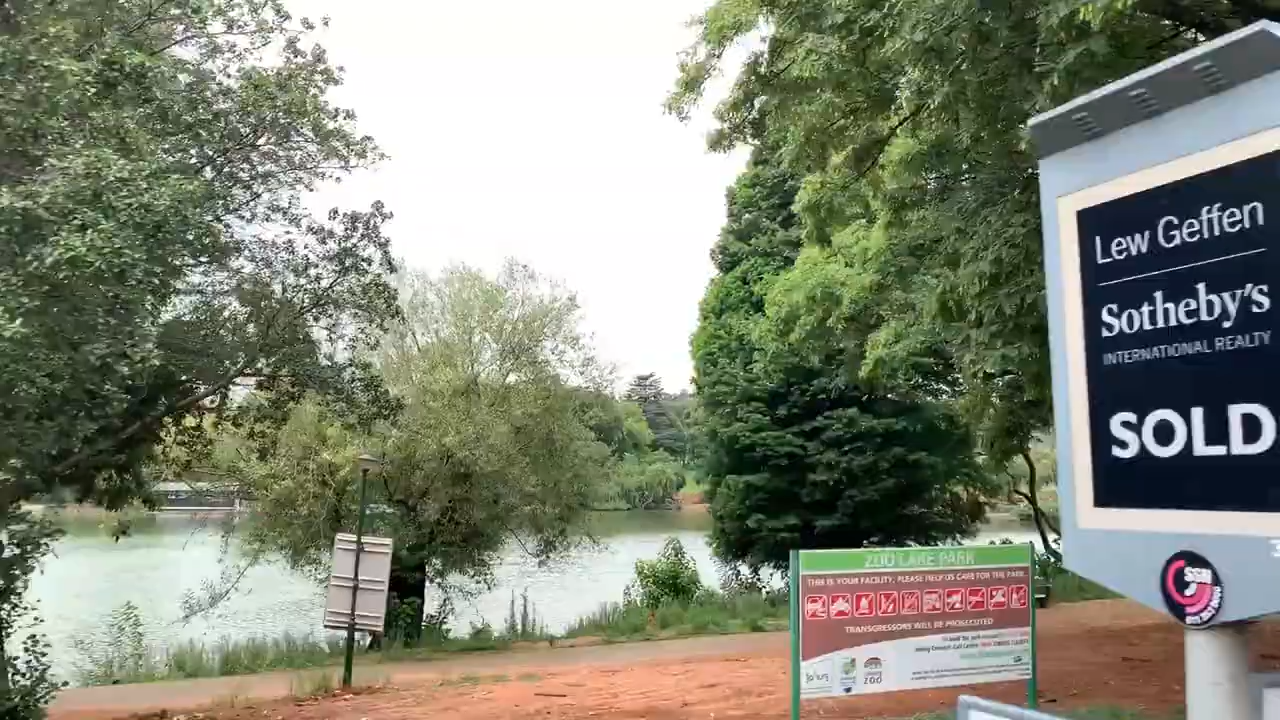 Lew Geffen
Sotheby's
INTERNATIONAL REALTY
SOLD
ZOO LAKE PARK
THIS IS YOUR FACILITY, PLEASE HELP US CARE FOR THE PARK
TRANSGRESSORS WILL BE PROSECUTED
ZOO